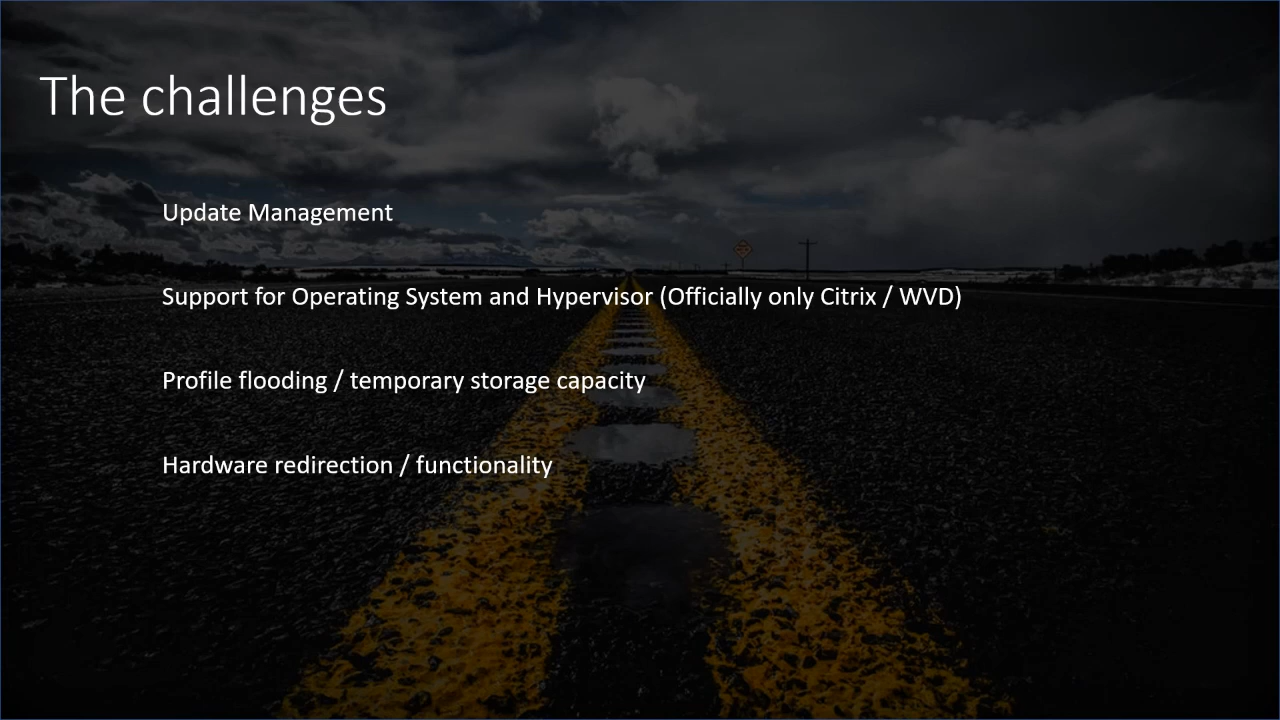 The challenges
Update Management
Support for Operating System and Hypervisor (Officially only Citrix / WVD)
Profile flooding / temporary storage capacity
Hardware redirection / functionality